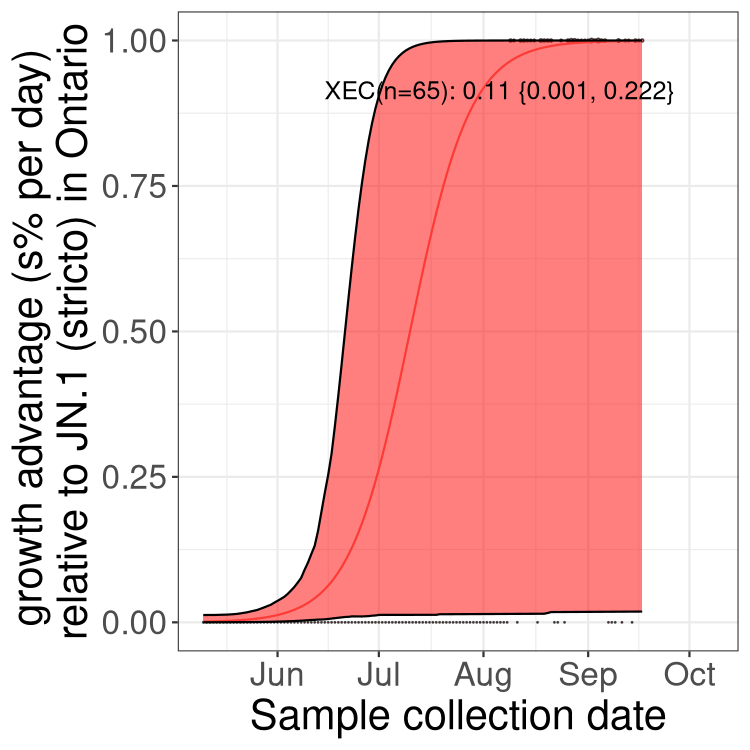 growth advantage (s% per day)
relative to JN.1 (stricto) in Ontario
1.00
0.75
0.50
0.25
0.00
XEC(n=65): 0.11 {0.001, 0.222}
Jun
Jul
Aug
Sep
Oct
Sample collection date